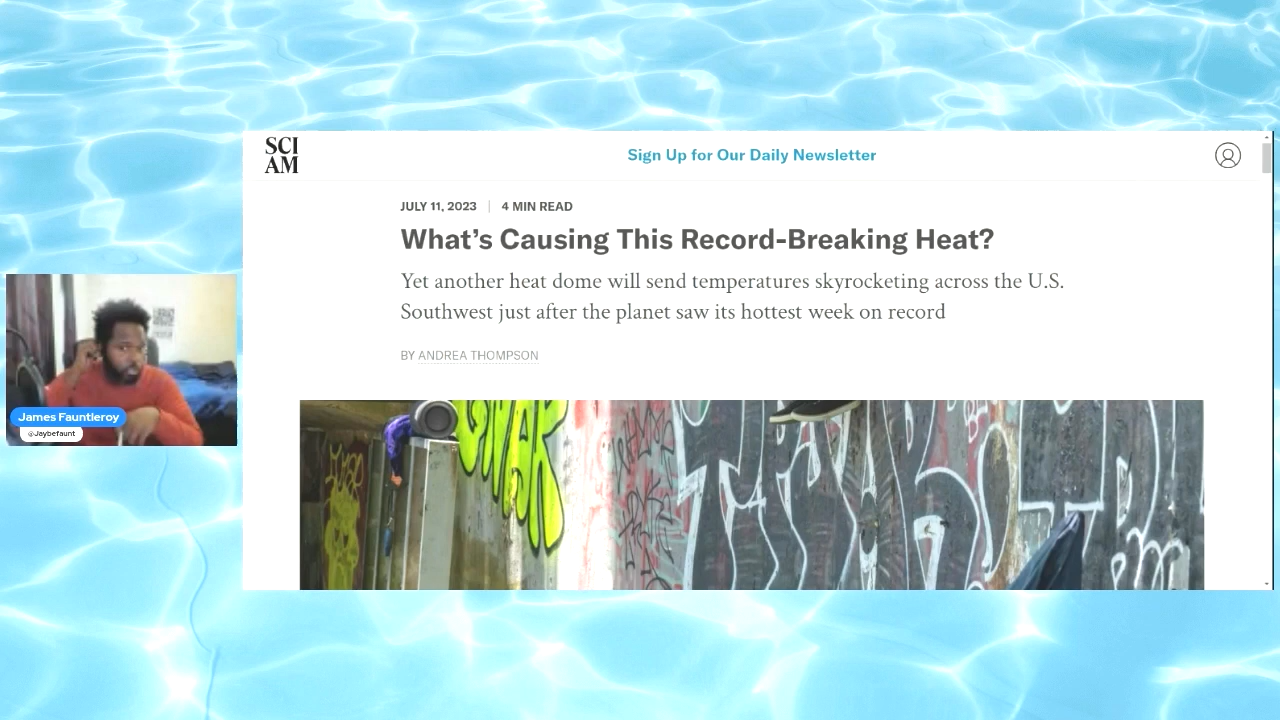 SCI
AM
Sign Up for Our Daily Newsletter
JULY 11, 2023 | 4 MIN READ
What's Causing This Record-Breaking Heat?
Yet another heat dome will send temperatures skyrocketing across the U.S.
Southwest just after the planet saw its hottest week on record
BY ANDREA THOMPSON
James Fauntleroy
@Jaybefaunt